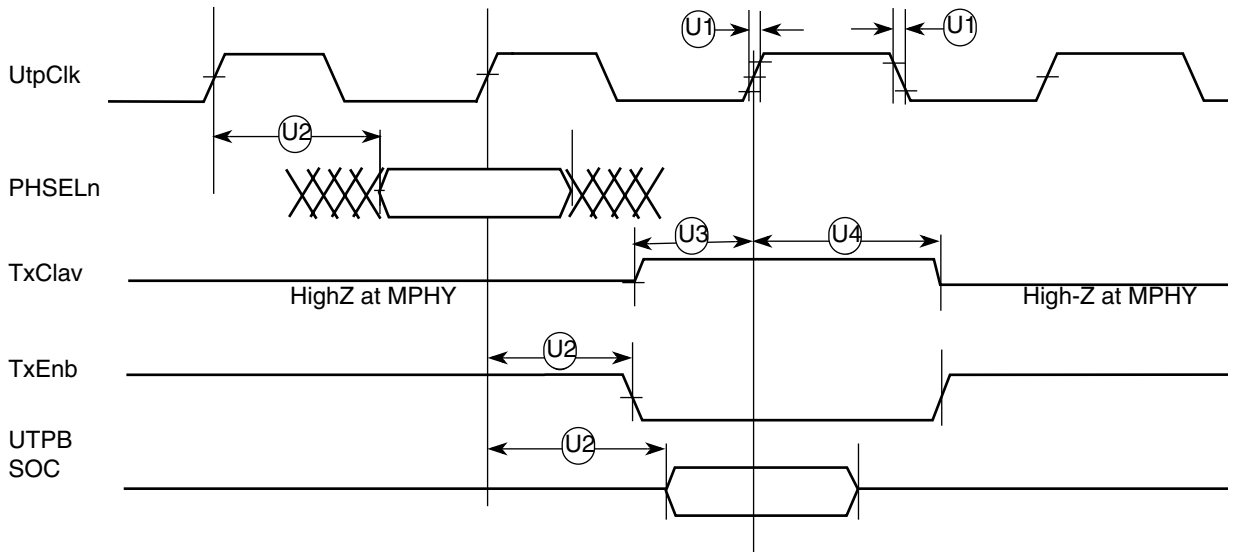 U1
U1
UtpClk
U2
PHSELn
U3
U4
TxClav
HighZ at MPHY
High-Z at MPHY
U2
TxEnb
UTPB
SOC
U2